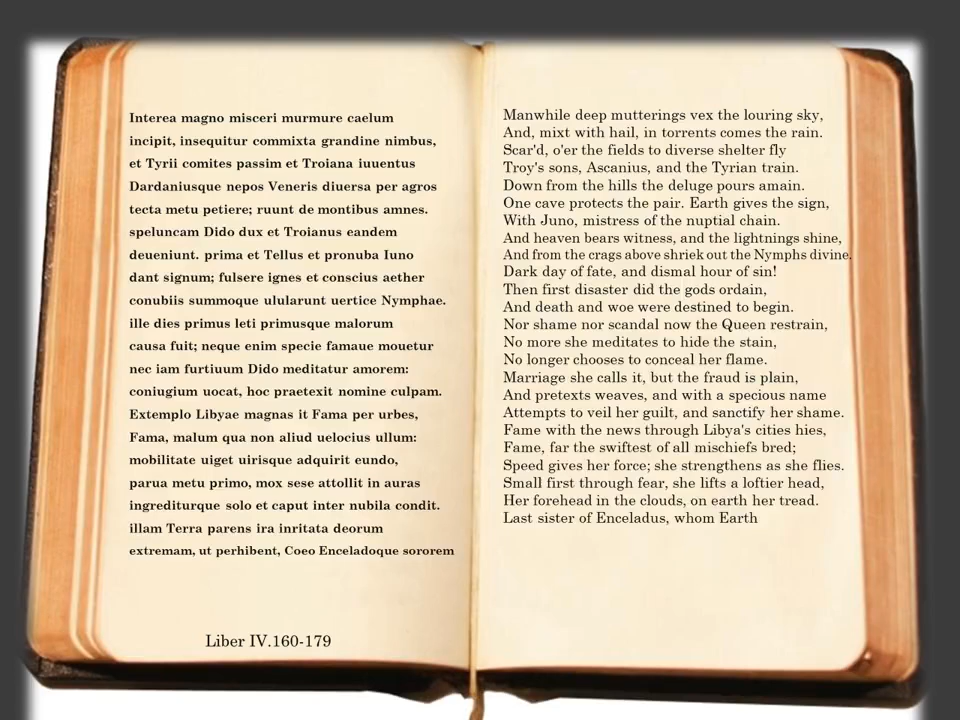 Interea magno misceri murmure caelum
incipit, insequitur commixta grandine nimbus,
et Tyrii comites passim et Troiana iuuentus
Dardaniusque nepos Veneris diuersa per agros
tecta metu petiere; ruunt de montibus amnes.
speluncam Dido dux et Troianus eandem
deueniunt. prima et Tellus et pronuba Iuno
dant signum; fulsere ignes et conscius aether
conubiis summoque ulularunt uertice Nymphae.
ille dies primus leti primusque malorum
causa fuit; neque enim specie famaue mouetur
nec iam furtiuum Dido meditatur amorem:
coniugium uocat, hoc praetexit nomine culpam.
Extemplo Libyae magnas it Fama per urbes,
Fama, malum qua non aliud uelocius ullum:
mobilitate uiget uirisque adquirit eundo,
parua metu primo, mox sese attollit in auras
ingrediturque solo et caput inter nubila condit.
illam Terra parens ira inritata deorum
extremam, ut perhibent, Coeo Enceladoque sororem
Liber IV.160-179
Manwhile deep mutterings vex the louring sky,
And, mixt with hail, in torrents comes the rain.
Scar'd, o'er the fields to diverse shelter fly
Troy's sons, Ascanius, and the Tyrian train.
Down from the hills the deluge pours amain.
One cave protects the pair. Earth gives the sign,
With Juno, mistress of the nuptial chain.
And heaven bears witness, and the lightnings shine,
And from the crags above shriek out the Nymphs divine.
Dark day of fate, and dismal hour of sin!
Then first disaster did the gods ordain,
And death and woe were destined to begin.
Nor shame nor scandal now the Queen restrain,
No more she meditates to hide the stain,
No longer chooses to conceal her flame.
Marriage she calls it, but the fraud is plain,
And pretexts weaves, and with a specious name
Attempts to veil her guilt, and sanctify her shame.
Fame with the news through Libya's cities hies,
Fame, far the swiftest of all mischiefs bred;
Speed gives her force; she strengthens as she flies.
Small first through fear, she lifts a loftier head,
Her forehead in the clouds, on earth her tread.
Last sister of Enceladus, whom Earth